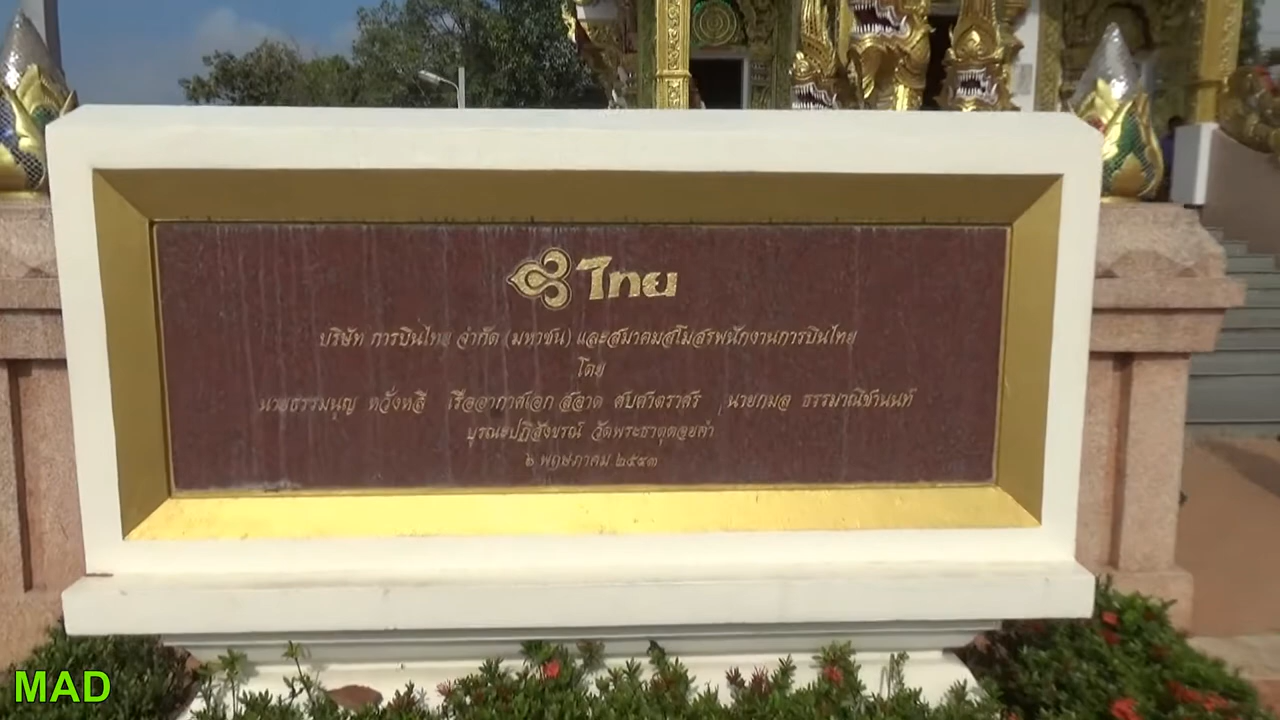 ไทย
บริษัท การบินไทย จำกัด (มหาชน) และสมาคมสโมสรพนักงานการบินไทย
โดย
นายธรรมนูญ หวั่งหลี เรืออากาศเอก สอาด ศบศาสตราศร นายกมล ธรรมาณิชานนท์
บูรณะปฏิสังขรณ์ วัดพระธาตุดอยคำ
๖ พฤษภาคม ๒๕๕๓
MAD